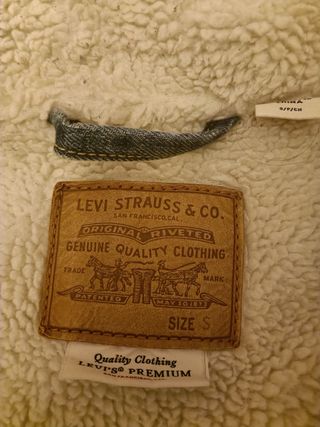 S/P/CH
LEVI STRAUSS & CO.
SAN FRANCISCO, CAL.
ORIGINAL RIVETED
GENUINE QUALITY CLOTHING
TRADE MARK
PATENTED MAY 20 1873
SIZE S
Quality Clothing
LEVI'S® PREMIUM